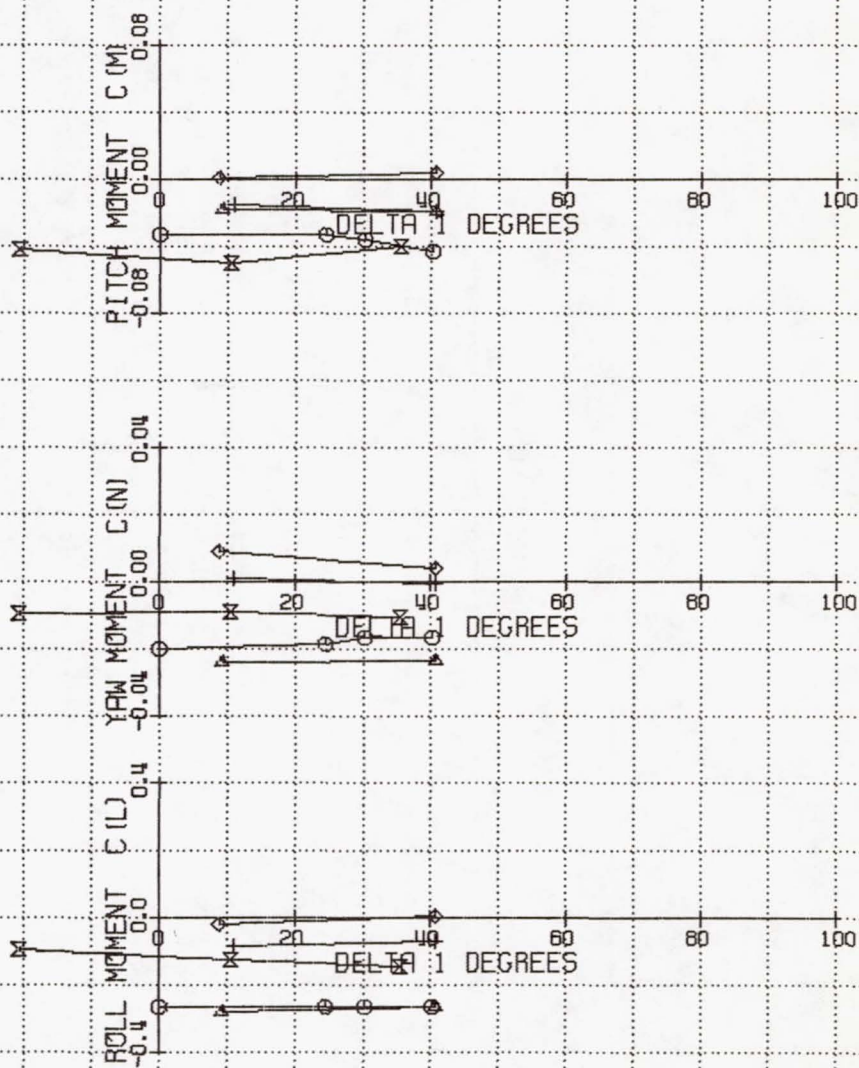 PITCH MOMENT C(M)
0.08
0.00
-0.08
0 20 40 60 80 100
DELTA 1 DEGREES
YAW MOMENT C(N)
0.04
0.00
-0.04
0 20 40 60 80 100
DELTA 1 DEGREES
ROLL MOMENT C(L)
0.4
0.0
-0.4
0 20 40 60 80 100
DELTA 1 DEGREES